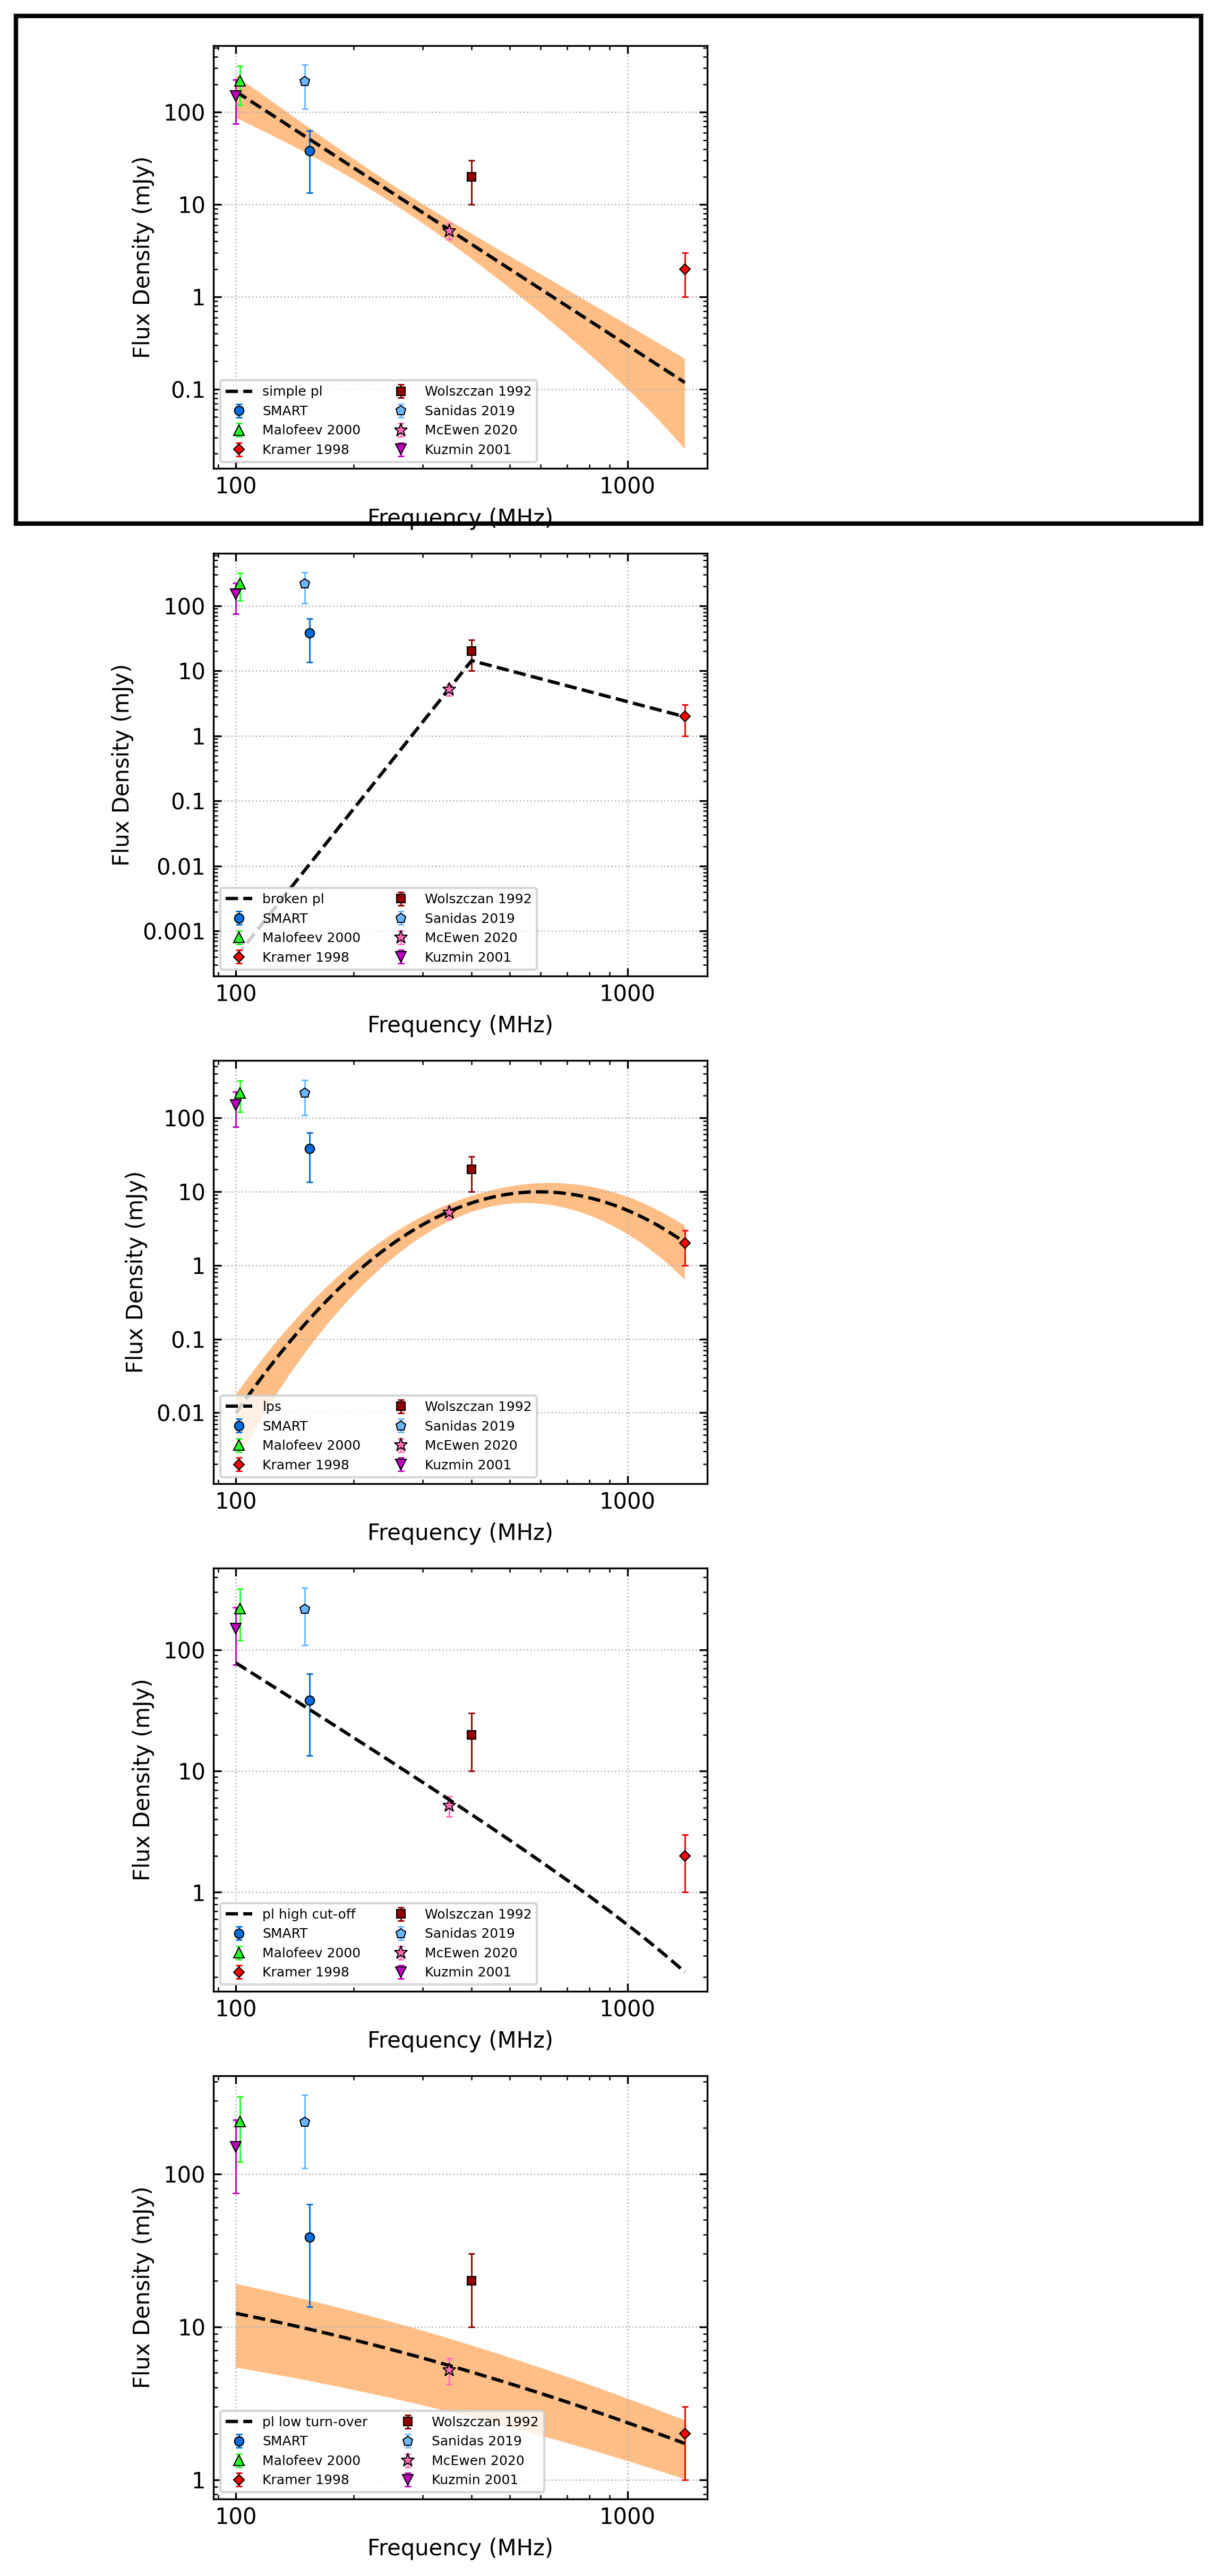 Flux Density (mJy)
100
10
1
0.1
simple pl
SMART
Malofeev 2000
Kramer 1998
Wolszczan 1992
Sanidas 2019
McEwen 2020
Kuzmin 2001
100
1000
Frequency (MHz)
Flux Density (mJy)
100
10
1
0.1
0.01
0.001
broken pl
SMART
Malofeev 2000
Kramer 1998
Wolszczan 1992
Sanidas 2019
McEwen 2020
Kuzmin 2001
100
1000
Frequency (MHz)
Flux Density (mJy)
100
10
1
0.1
0.01
lps
SMART
Malofeev 2000
Kramer 1998
Wolszczan 1992
Sanidas 2019
McEwen 2020
Kuzmin 2001
100
1000
Frequency (MHz)
Flux Density (mJy)
100
10
1
pl high cut-off
SMART
Malofeev 2000
Kramer 1998
Wolszczan 1992
Sanidas 2019
McEwen 2020
Kuzmin 2001
100
1000
Frequency (MHz)
Flux Density (mJy)
100
10
1
pl low turn-over
SMART
Malofeev 2000
Kramer 1998
Wolszczan 1992
Sanidas 2019
McEwen 2020
Kuzmin 2001
100
1000
Frequency (MHz)